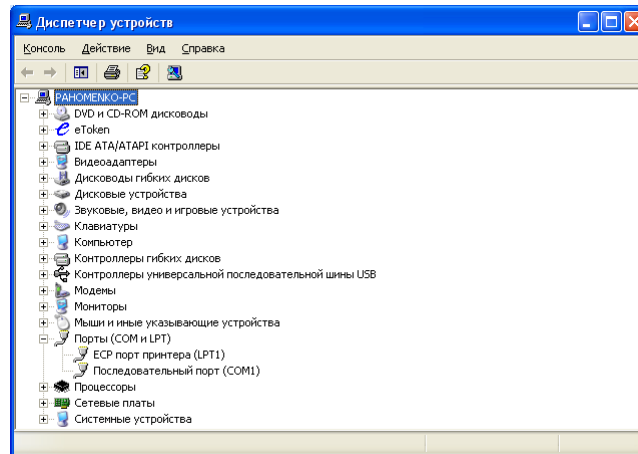 Диспетчер устройств
Консоль Действие Вид Справка
PAHOMENKO-PC
DVD и CD-ROM дисководы
eToken
IDE ATA/ATAPI контроллеры
Видеоадаптеры
Дисководы гибких дисков
Дисковые устройства
Звуковые, видео и игровые устройства
Клавиатуры
Компьютер
Контроллеры гибких дисков
Контроллеры универсальной последовательной шины USB
Модемы
Мониторы
Мыши и иные указывающие устройства
Порты (COM и LPT)
ECP порт принтера (LPT1)
Последовательный порт (COM1)
Процессоры
Сетевые платы
Системные устройства